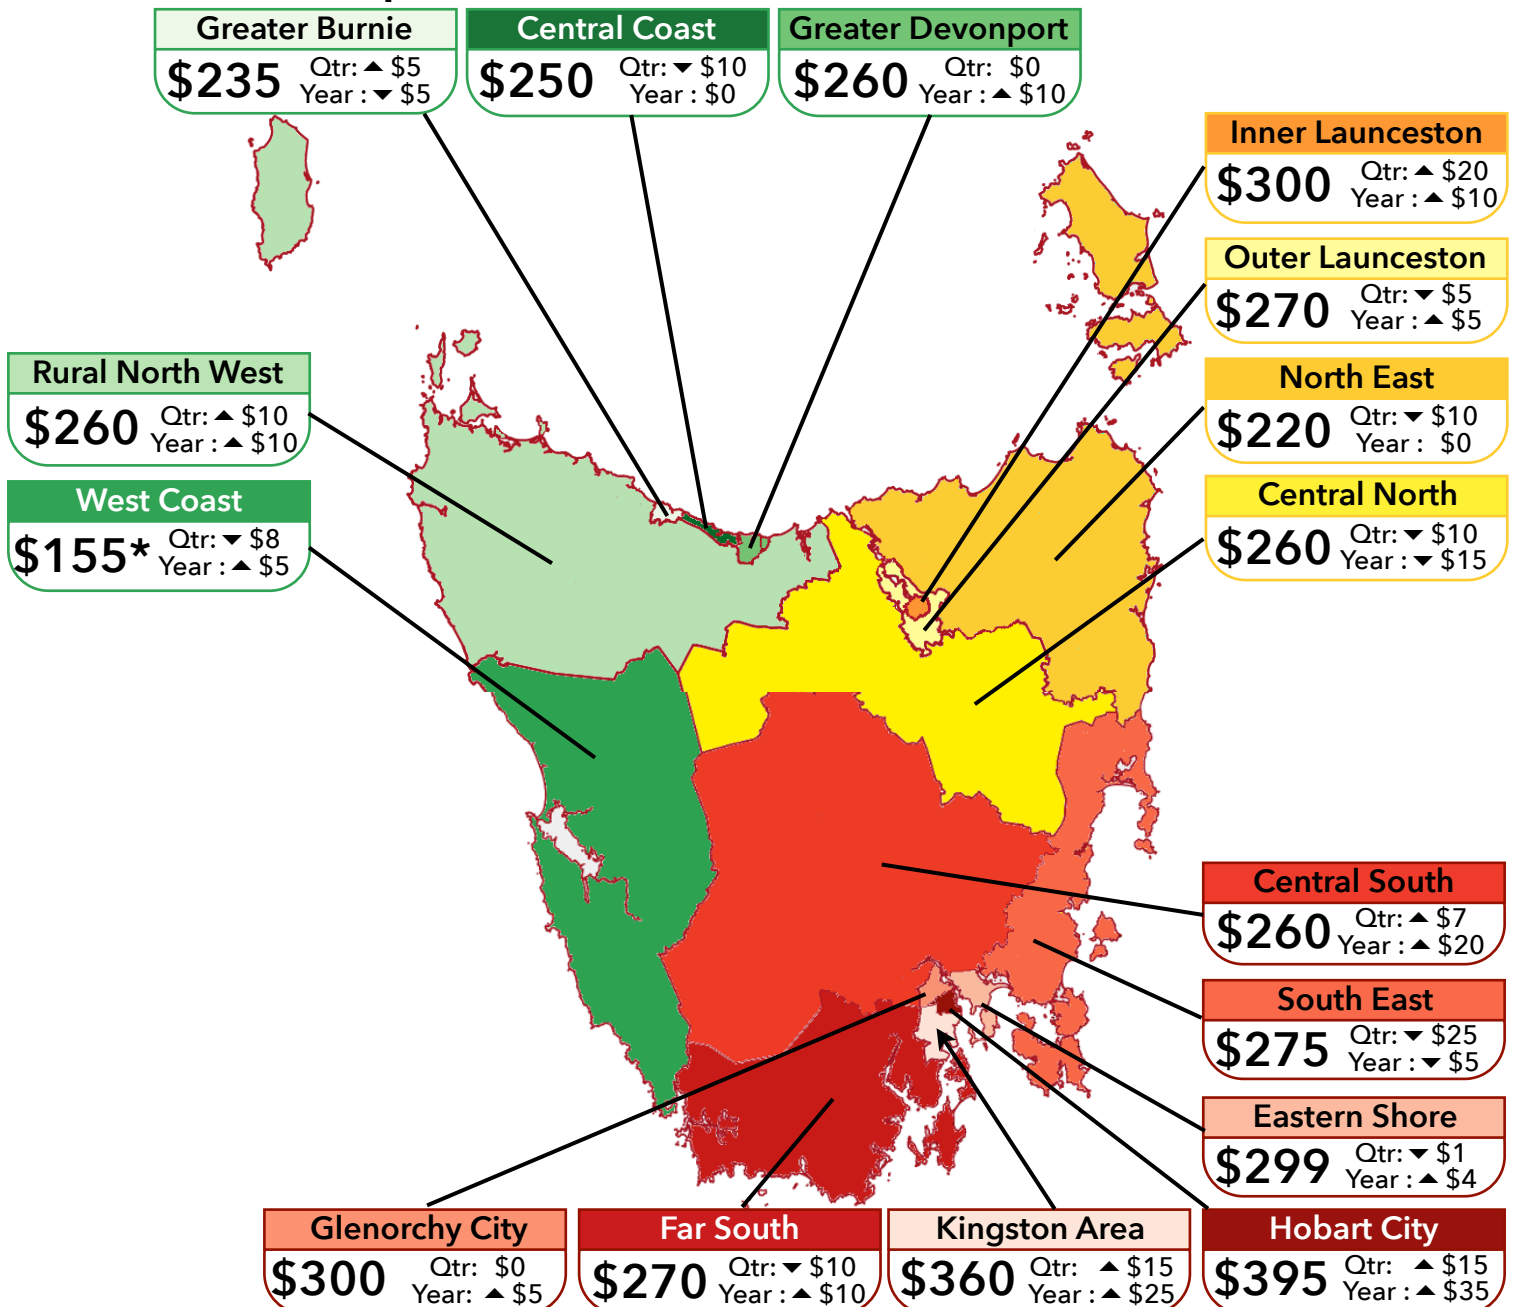 Greater Burnie
$235 Qtr: ▲ $5
Year : ▼ $5
Central Coast
$250 Qtr: ▼ $10
Year : $0
Greater Devonport
$260 Qtr: $0
Year : ▲ $10
Inner Launceston
$300 Qtr: ▲ $20
Year : ▲ $10
Outer Launceston
$270 Qtr: ▼ $5
Year : ▲ $5
Rural North West
$260 Qtr: ▲ $10
Year : ▲ $10
North East
$220 Qtr: ▼ $10
Year : $0
West Coast
$155* Qtr: ▼ $8
Year : ▲ $5
Central North
$260 Qtr: ▼ $10
Year : ▼ $15
Central South
$260 Qtr: ▲ $7
Year : ▲ $20
South East
$275 Qtr: ▼ $25
Year : ▼ $5
Eastern Shore
$299 Qtr: ▼ $1
Year : ▲ $4
Glenorchy City
$300 Qtr: $0
Year: ▲ $5
Far South
$270 Qtr: ▼ $10
Year : ▲ $10
Kingston Area
$360 Qtr: ▲ $15
Year : ▲ $25
Hobart City
$395 Qtr: ▲ $15
Year : ▲ $35